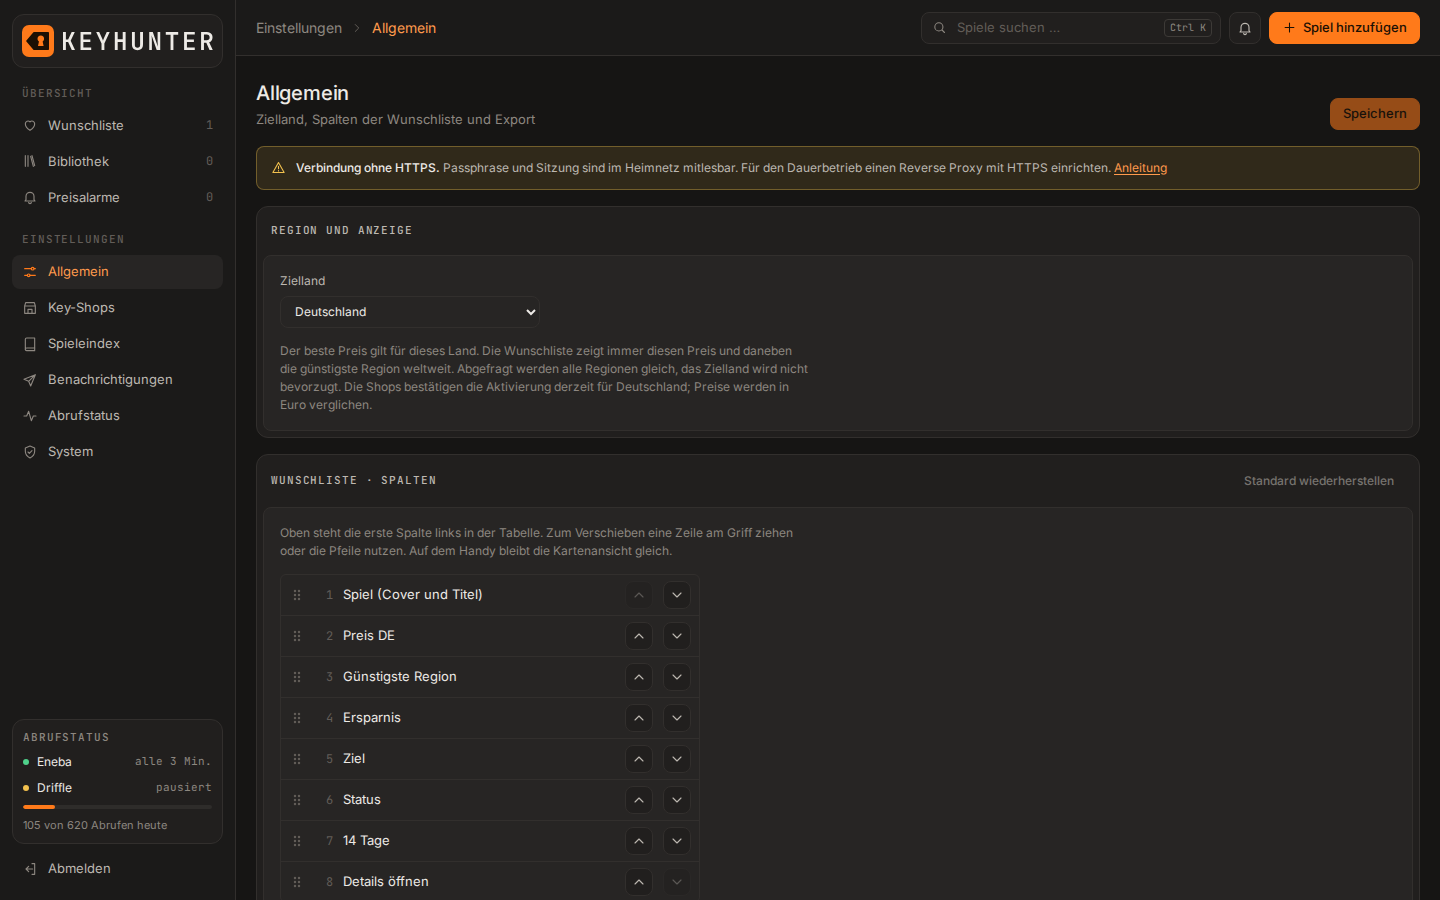 KEYHUNTER
ÜBERSICHT
Wunschliste 1
Bibliothek 0
Preisalarme 0
EINSTELLUNGEN
Allgemein
Key-Shops
Spieleindex
Benachrichtigungen
Abrufstatus
System
ABRUFSTATUS
Eneba alle 3 Min.
Driffle pausiert
105 von 620 Abrufen heute
Abmelden
Einstellungen Allgemein
Spiele suchen ... Ctrl K
Spiel hinzufügen
Allgemein
Zielland, Spalten der Wunschliste und Export
Speichern
Verbindung ohne HTTPS. Passphrase und Sitzung sind im Heimnetz mitlesbar. Für den Dauerbetrieb einen Reverse Proxy mit HTTPS einrichten. Anleitung
REGION UND ANZEIGE
Zielland
Deutschland
Der beste Preis gilt für dieses Land. Die Wunschliste zeigt immer diesen Preis und daneben
die günstigste Region weltweit. Abgefragt werden alle Regionen gleich, das Zielland wird nicht
bevorzugt. Die Shops bestätigen die Aktivierung derzeit für Deutschland; Preise werden in
Euro verglichen.
WUNSCHLISTE · SPALTEN
Standard wiederherstellen
Oben steht die erste Spalte links in der Tabelle. Zum Verschieben eine Zeile am Griff ziehen
oder die Pfeile nutzen. Auf dem Handy bleibt die Kartenansicht gleich.
1 Spiel (Cover und Titel)
2 Preis DE
3 Günstigste Region
4 Ersparnis
5 Ziel
6 Status
7 14 Tage
8 Details öffnen